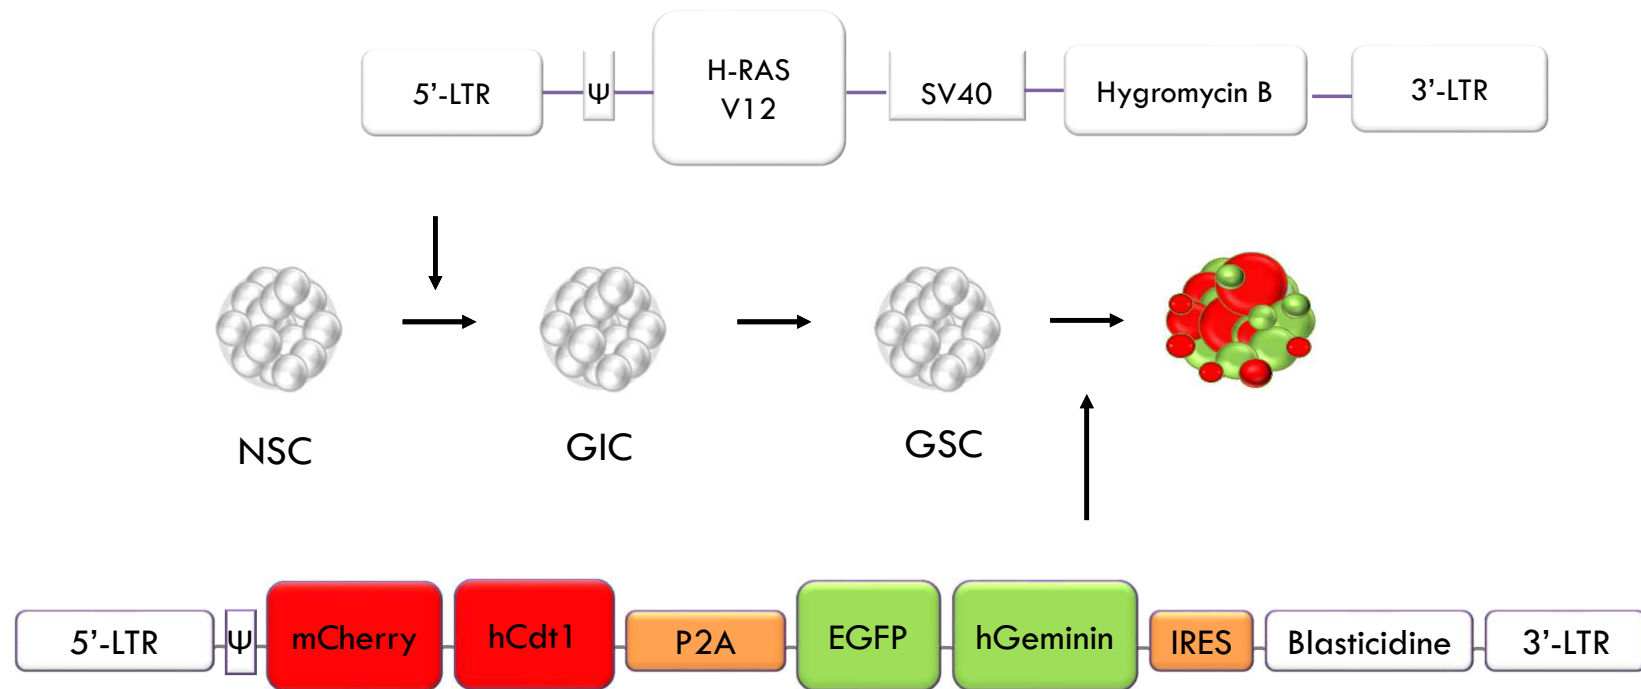 5’-LTR
Ψ
H-RAS
V12
SV40
Hygromycin B
3’-LTR
NSC
GIC
GSC
5’-LTR
Ψ
mCherry
hCdt1
P2A
EGFP
hGeminin
IRES
Blasticidine
3’-LTR